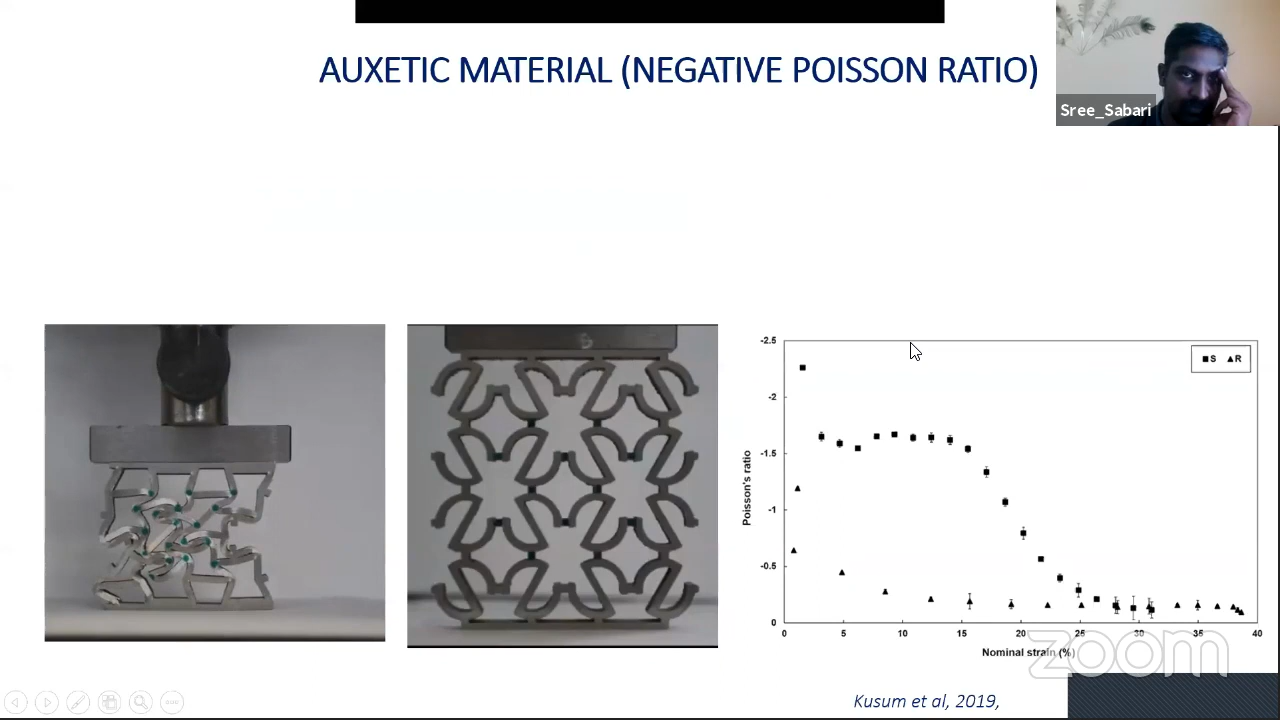 AUXETIC MATERIAL (NEGATIVE POISSON RATIO)
Sree_Sabari
-2.5
-2
-1.5
-1
-0.5
0
Poisson's ratio
S R
0 5 10 15 20 25 30 35 40
Nominal strain (%)
zoom
Kusum et al, 2019,